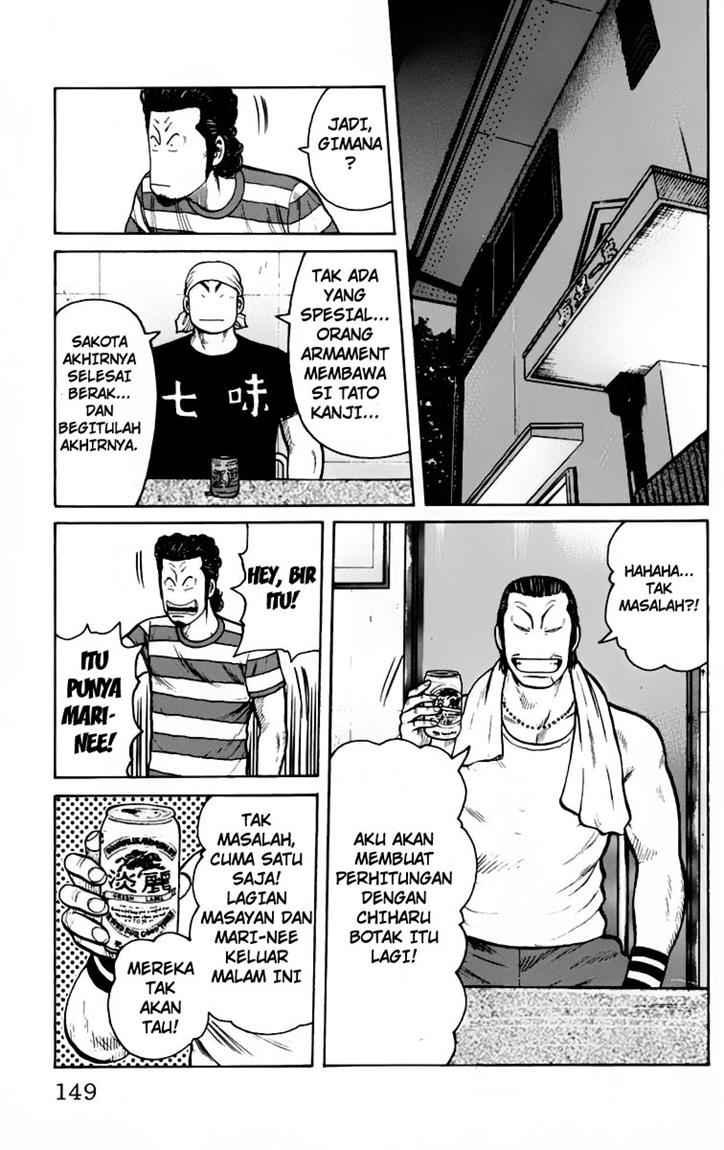 JADI,
GIMANA
?
TAK ADA
YANG
SPESIAL...
ORANG
ARMAMENT
MEMBAWA
SI TATO
KANJI...
SAKOTA
AKHIRNYA
SELESAI
BERAK...
DAN
BEGITULAH
AKHIRNYA.
七味
HAHAHA...
TAK
MASALAH?!
AKU AKAN
MEMBUAT
PERHITUNGAN
DENGAN
CHIHARU
BOTAK ITU
LAGI!
HEY, BIR
ITU!
ITU
PUNYA
MARI-
NEE!
TAK
MASALAH,
CUMA SATU
SAJA!
LAGIAN
MASAYAN DAN
MARI-NEE
KELUAR
MALAM INI
MEREKA
TAK
AKAN
TAU!
淡麗
GREEN LABEL
149